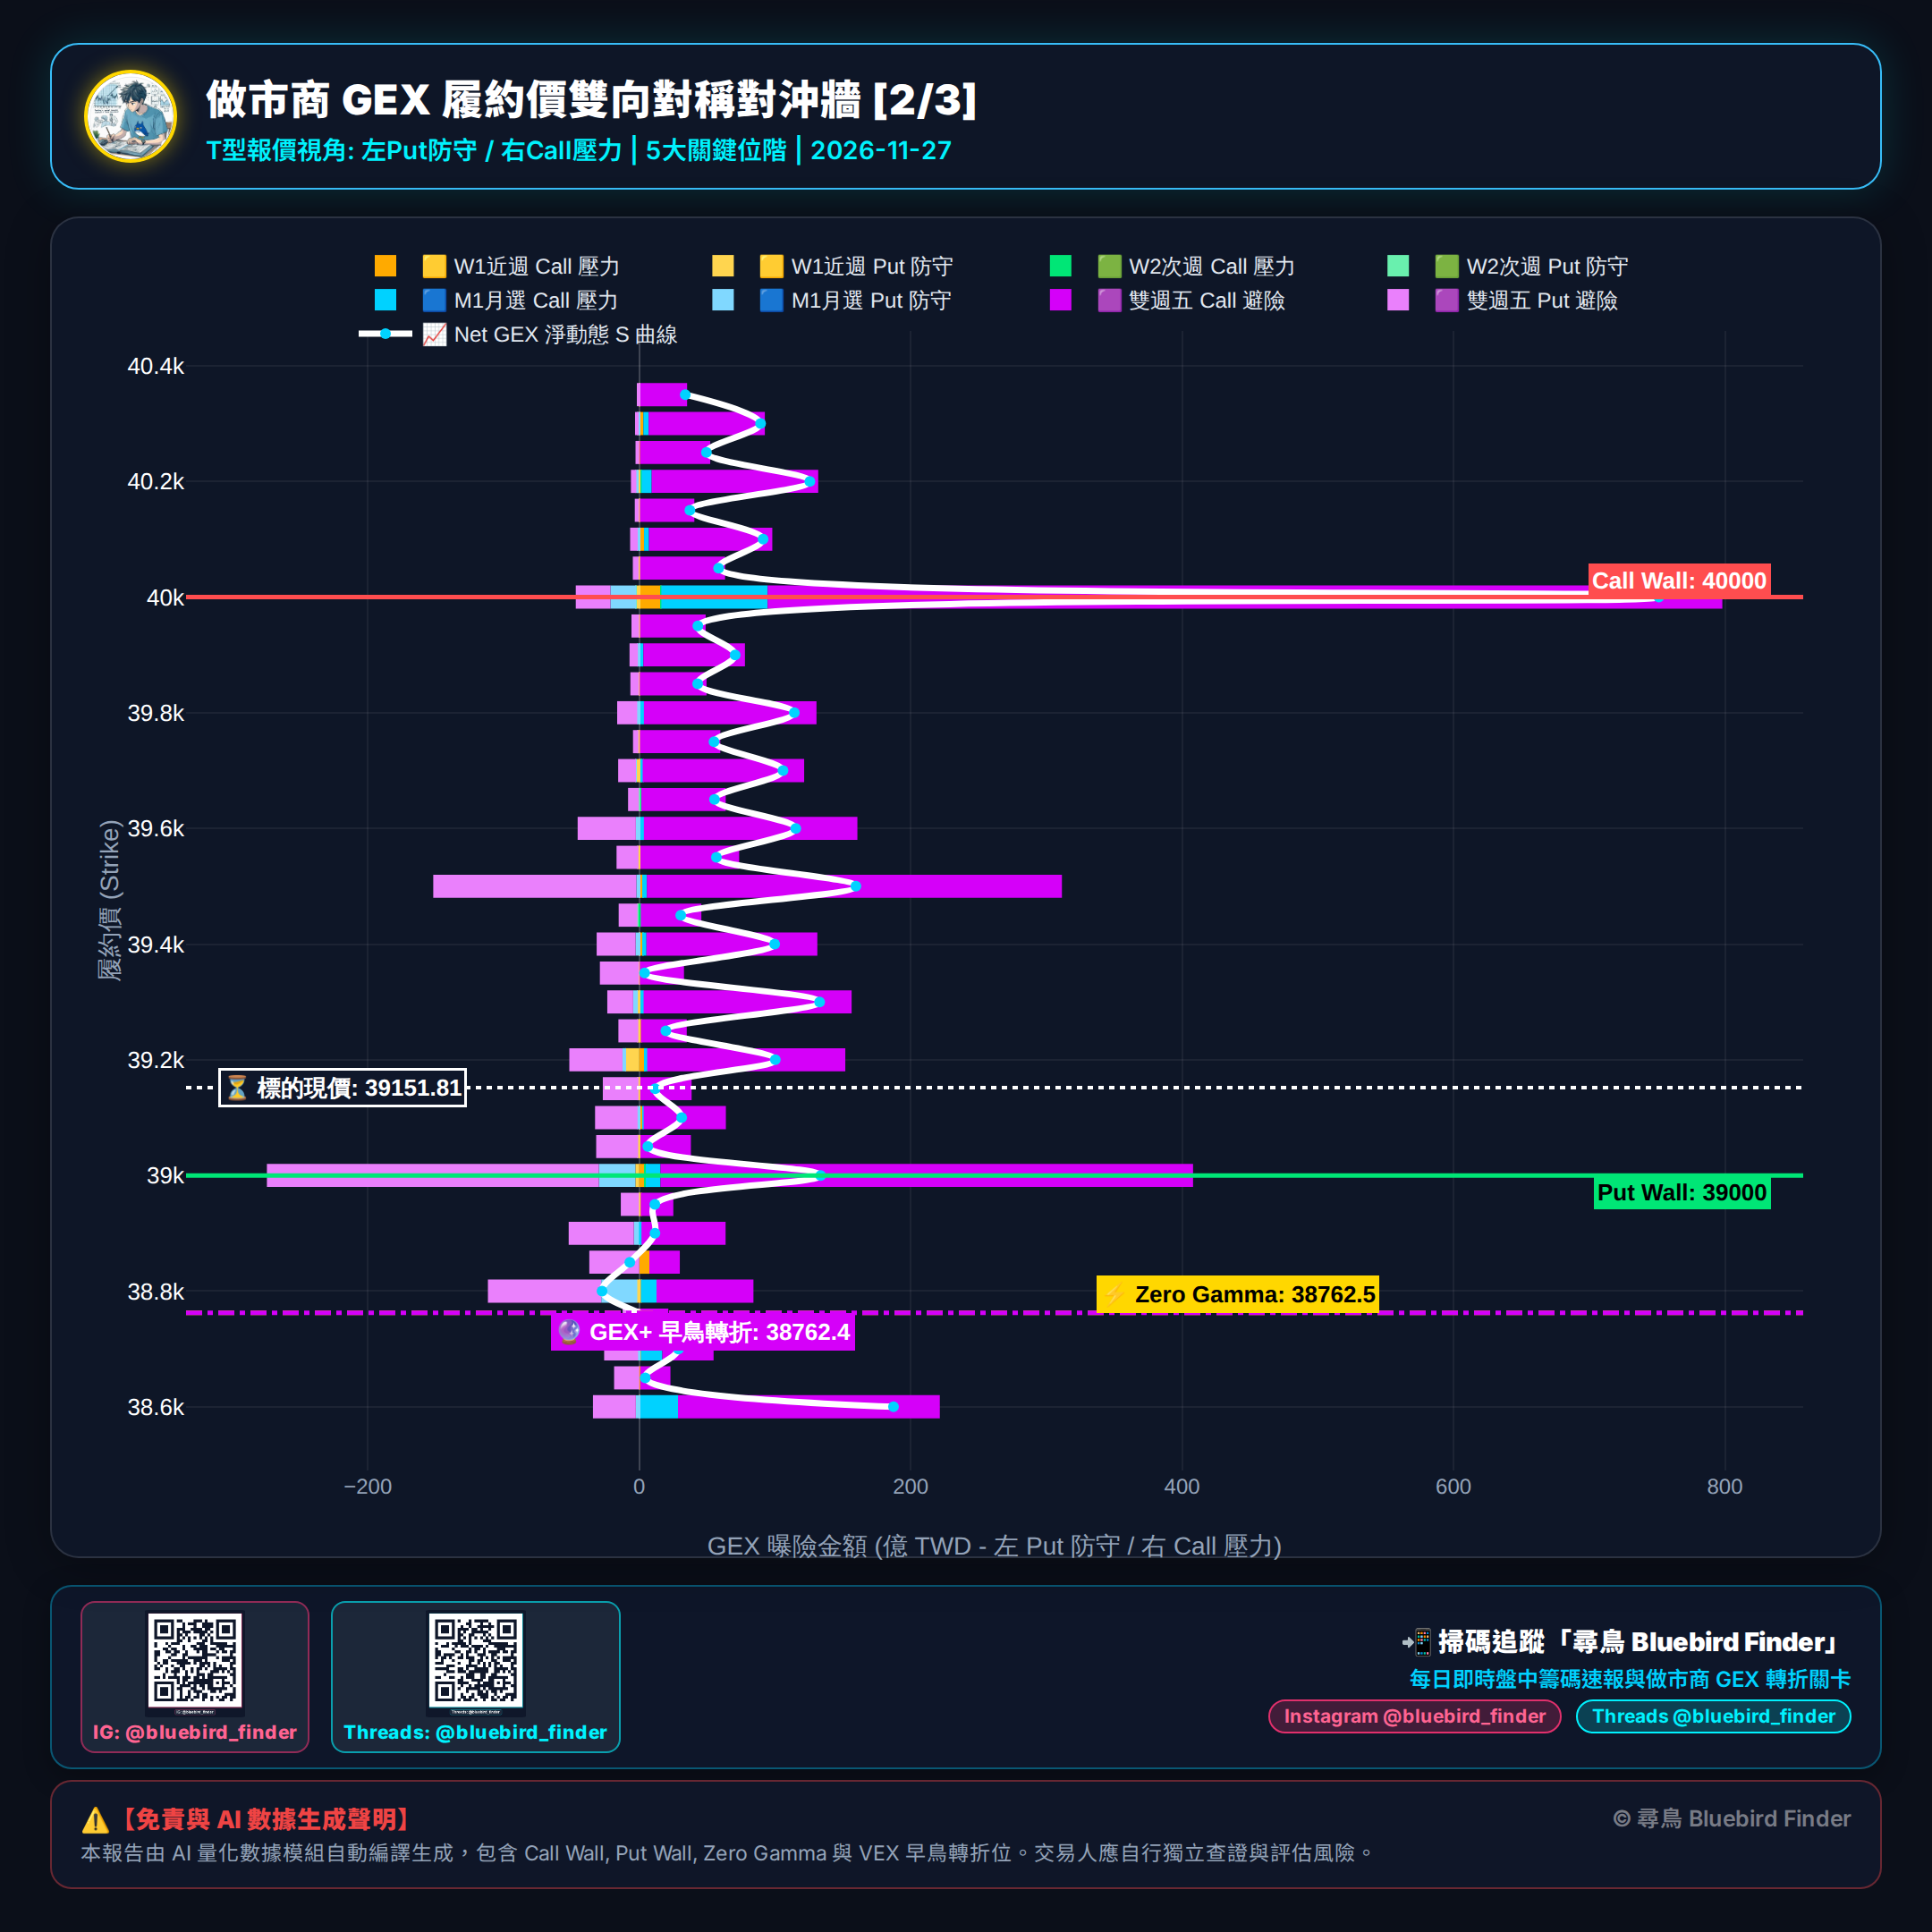 做市商 GEX 履約價雙向對稱對沖牆 [2/3]
T型報價視角: 左Put防守 / 右Call壓力 | 5大關鍵位階 | 2026-11-27
🟨 W1近週 Call 壓力
🟨 W1近週 Put 防守
🟩 W2次週 Call 壓力
🟩 W2次週 Put 防守
🟦 M1月選 Call 壓力
🟦 M1月選 Put 防守
🟪 雙週五 Call 避險
🟪 雙週五 Put 避險
📈 Net GEX 淨動態 S 曲線
40.4k
40.2k
Call Wall: 40000
40k
39.8k
39.6k
履約價 (Strike)
39.4k
39.2k
⏳ 標的現價: 39151.81
39k
Put Wall: 39000
38.8k
⚡ Zero Gamma: 38762.5
🔮 GEX+ 早鳥轉折: 38762.4
38.6k
−200
0
200
400
600
800
GEX 曝險金額 (億 TWD - 左 Put 防守 / 右 Call 壓力)
IG: @bluebird_finder
Threads: @bluebird_finder
📲 掃碼追蹤「尋鳥 Bluebird Finder」
每日即時盤中籌碼速報與做市商 GEX 轉折關卡
Instagram @bluebird_finder
Threads @bluebird_finder
⚠️【免責與 AI 數據生成聲明】
© 尋鳥 Bluebird Finder
本報告由 AI 量化數據模組自動編譯生成，包含 Call Wall, Put Wall, Zero Gamma 與 VEX 早鳥轉折位。交易人應自行獨立查證與評估風險。